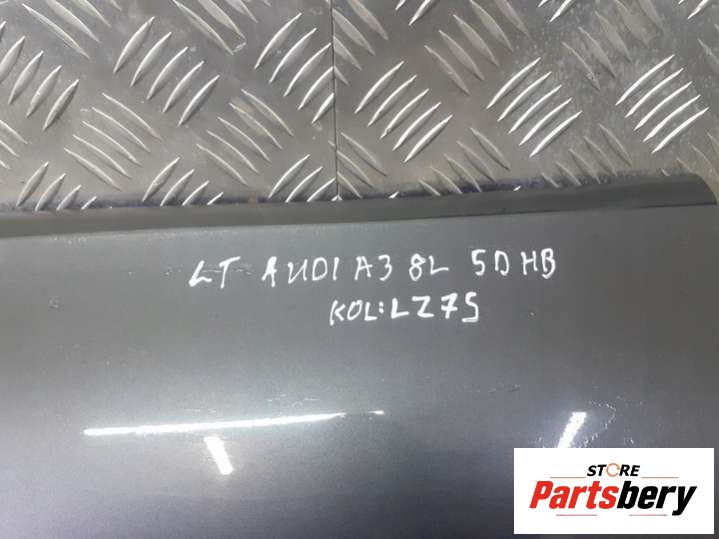 LT AUDI A3 8L 5D HB
KOL: LZ7S
STORE
Partsbery